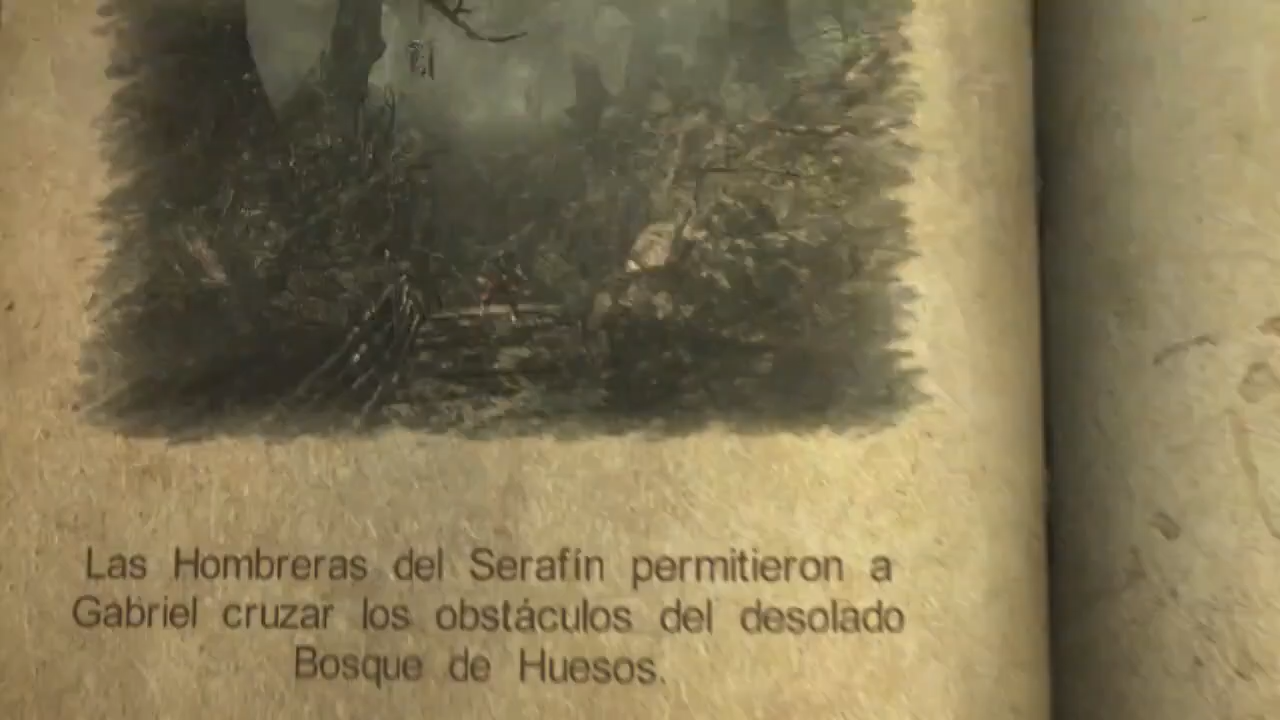 Las Hombreras del Serafín permitieron a
Gabriel cruzar los obstáculos del desolado
Bosque de Huesos.